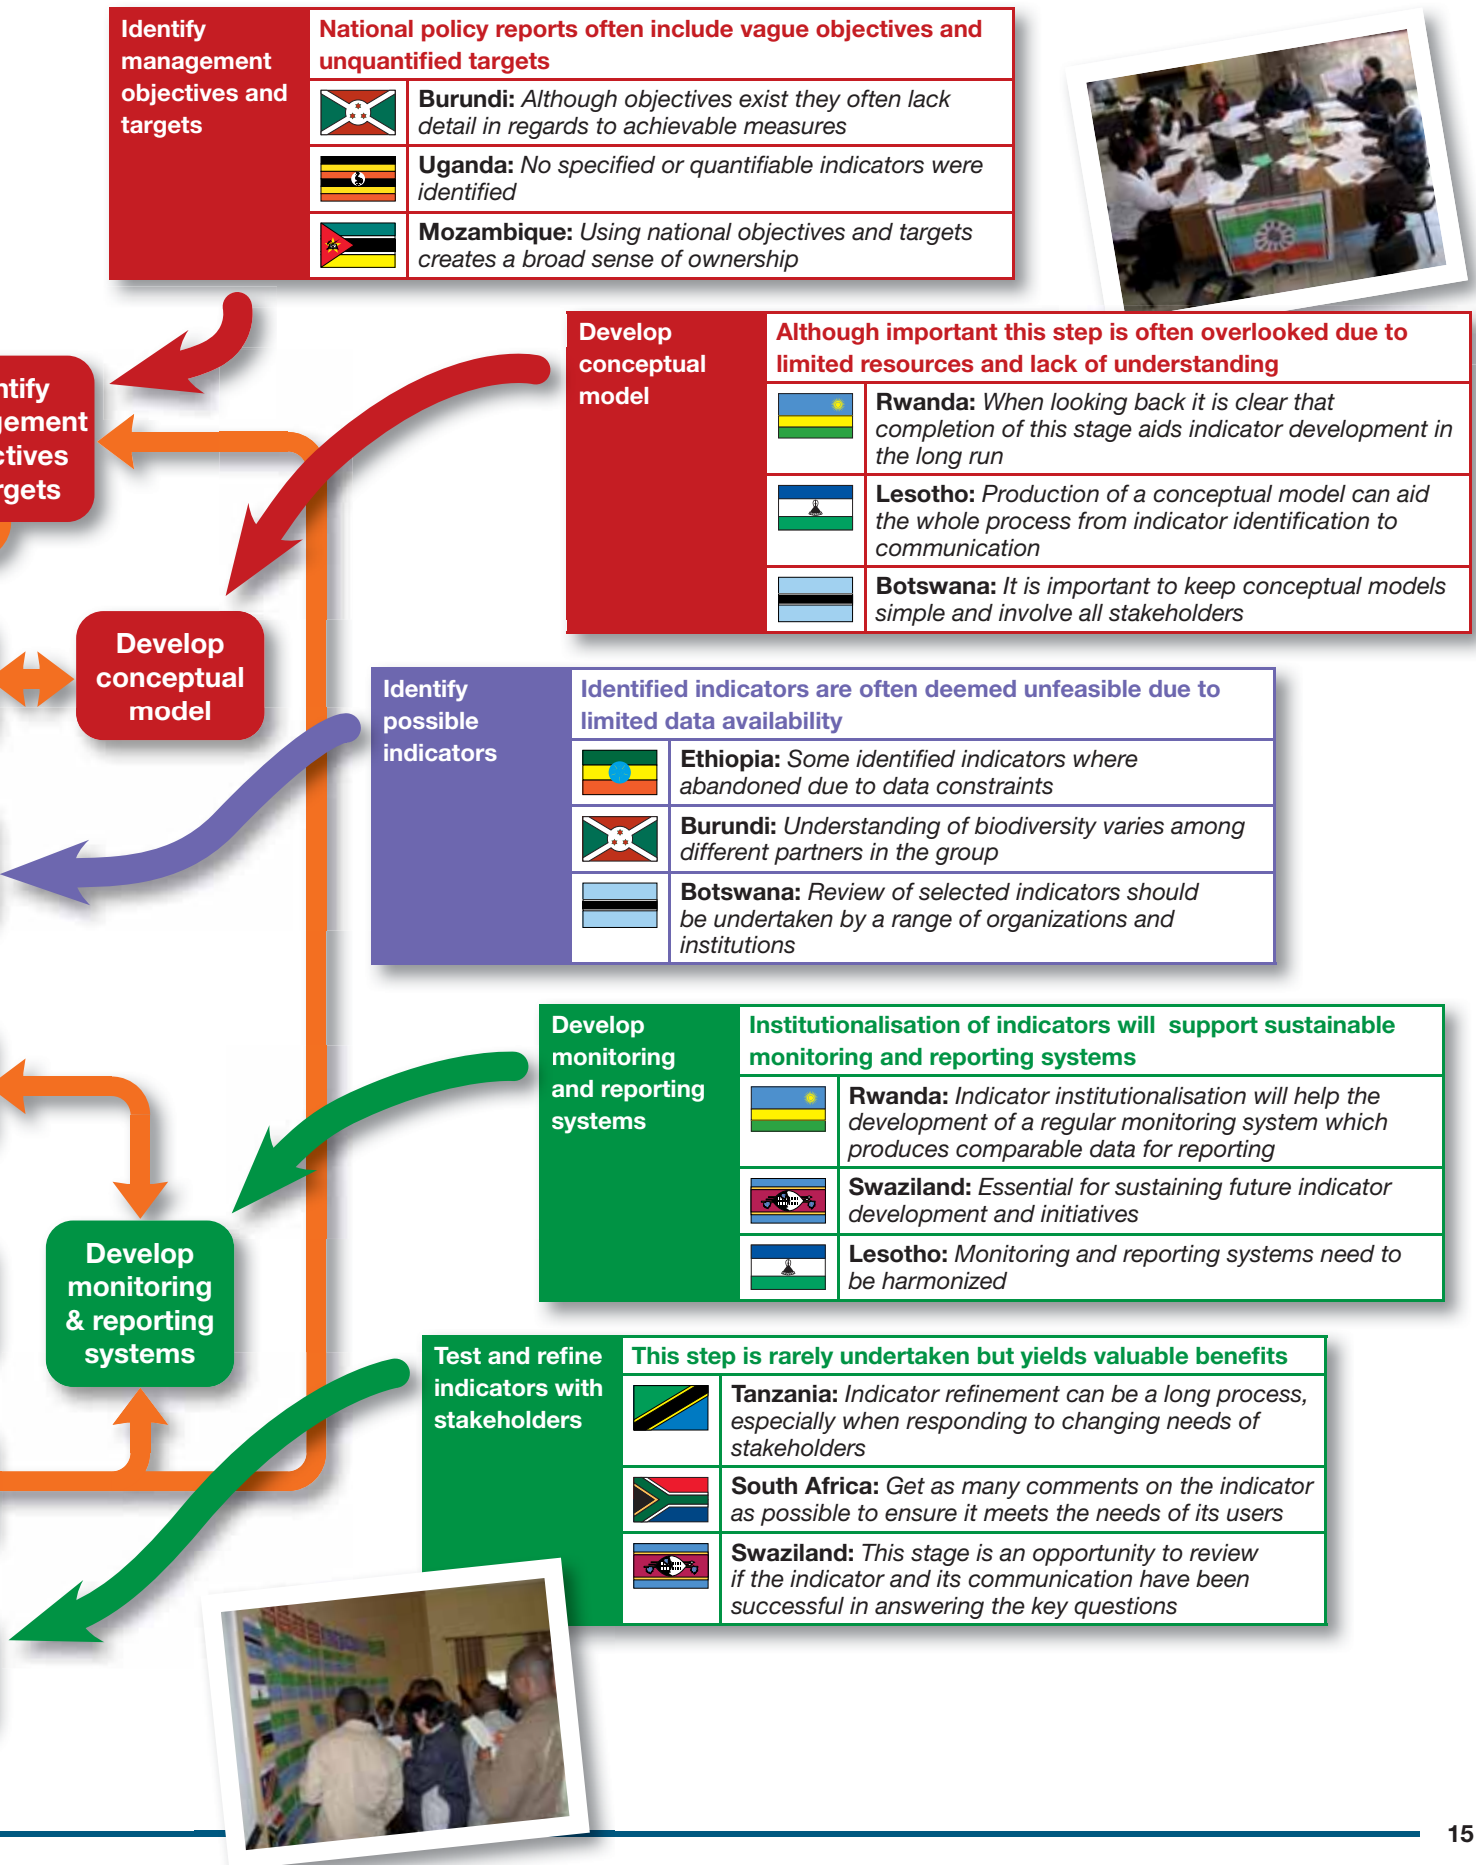 Identify
management
objectives and
targets
National policy reports often include vague objectives and
unquantified targets
Burundi: Although objectives exist they often lack
detail in regards to achievable measures
Uganda: No specified or quantifiable indicators were
identified
Mozambique: Using national objectives and targets
creates a broad sense of ownership
Develop
conceptual
model
Although important this step is often overlooked due to
limited resources and lack of understanding
Rwanda: When looking back it is clear that
completion of this stage aids indicator development in
the long run
Lesotho: Production of a conceptual model can aid
the whole process from indicator identification to
communication
Botswana: It is important to keep conceptual models
simple and involve all stakeholders
ntify
gement
ctives
rgets
Develop
conceptual
model
Identify
possible
indicators
Identified indicators are often deemed unfeasible due to
limited data availability
Ethiopia: Some identified indicators where
abandoned due to data constraints
Burundi: Understanding of biodiversity varies among
different partners in the group
Botswana: Review of selected indicators should
be undertaken by a range of organizations and
institutions
Develop
monitoring
and reporting
systems
Institutionalisation of indicators will  support sustainable
monitoring and reporting systems
Rwanda: Indicator institutionalisation will help the
development of a regular monitoring system which
produces comparable data for reporting
Swaziland: Essential for sustaining future indicator
development and initiatives
Lesotho: Monitoring and reporting systems need to
be harmonized
Develop
monitoring
& reporting
systems
Test and refine
indicators with
stakeholders
This step is rarely undertaken but yields valuable benefits
Tanzania: Indicator refinement can be a long process,
especially when responding to changing needs of
stakeholders
South Africa: Get as many comments on the indicator
as possible to ensure it meets the needs of its users
Swaziland: This stage is an opportunity to review
if the indicator and its communication have been
successful in answering the key questions
15